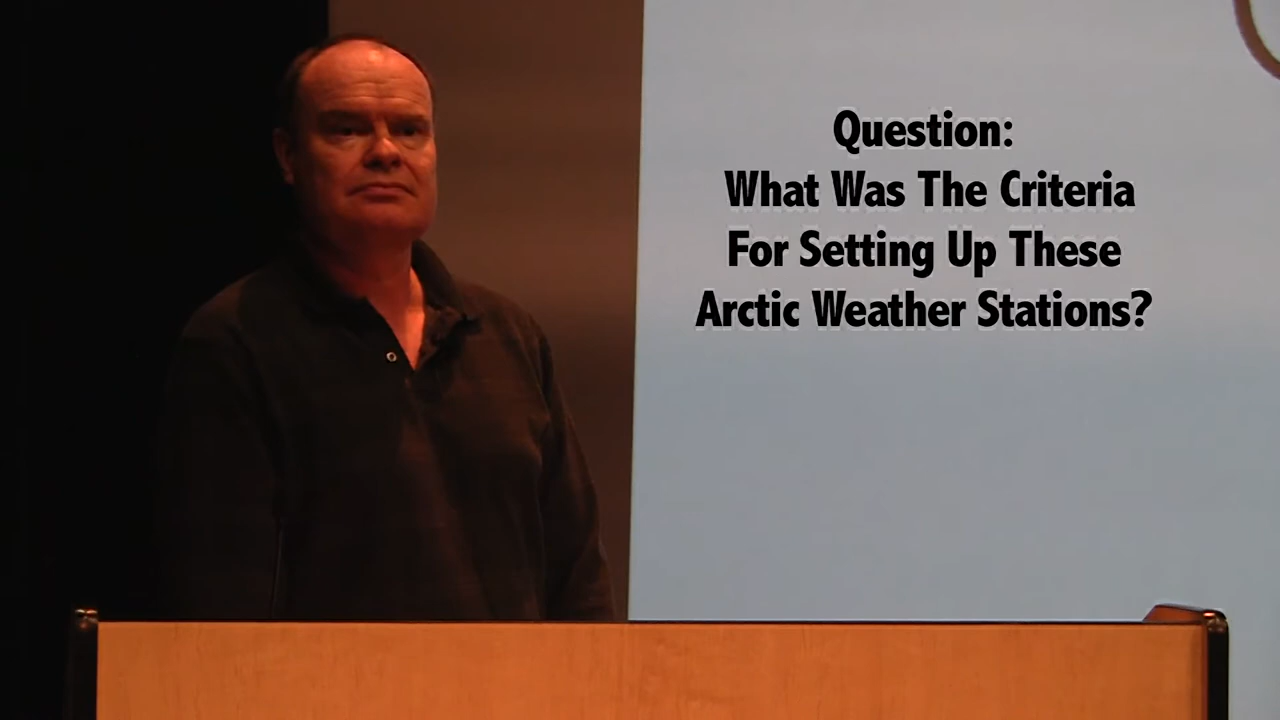 Question:
What Was The Criteria
For Setting Up These
Arctic Weather Stations?